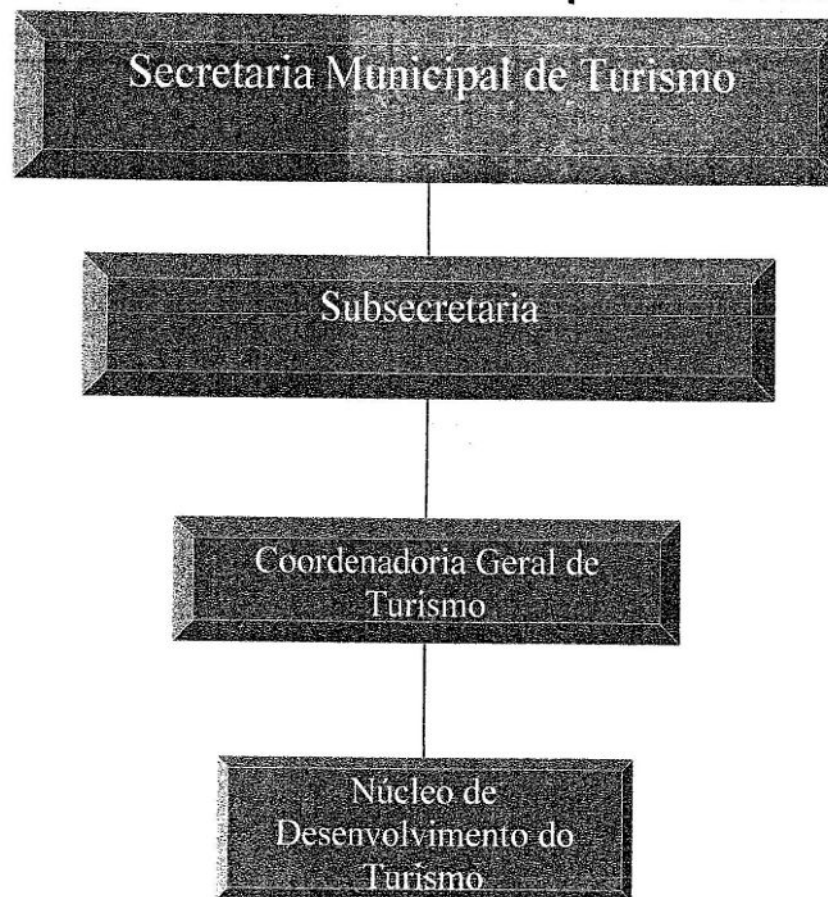 Secretaria Municipal de Turismo
Subsecretaria
Coordenadoria Geral de
Turismo
Núcleo de
Desenvolvimento do
Turismo